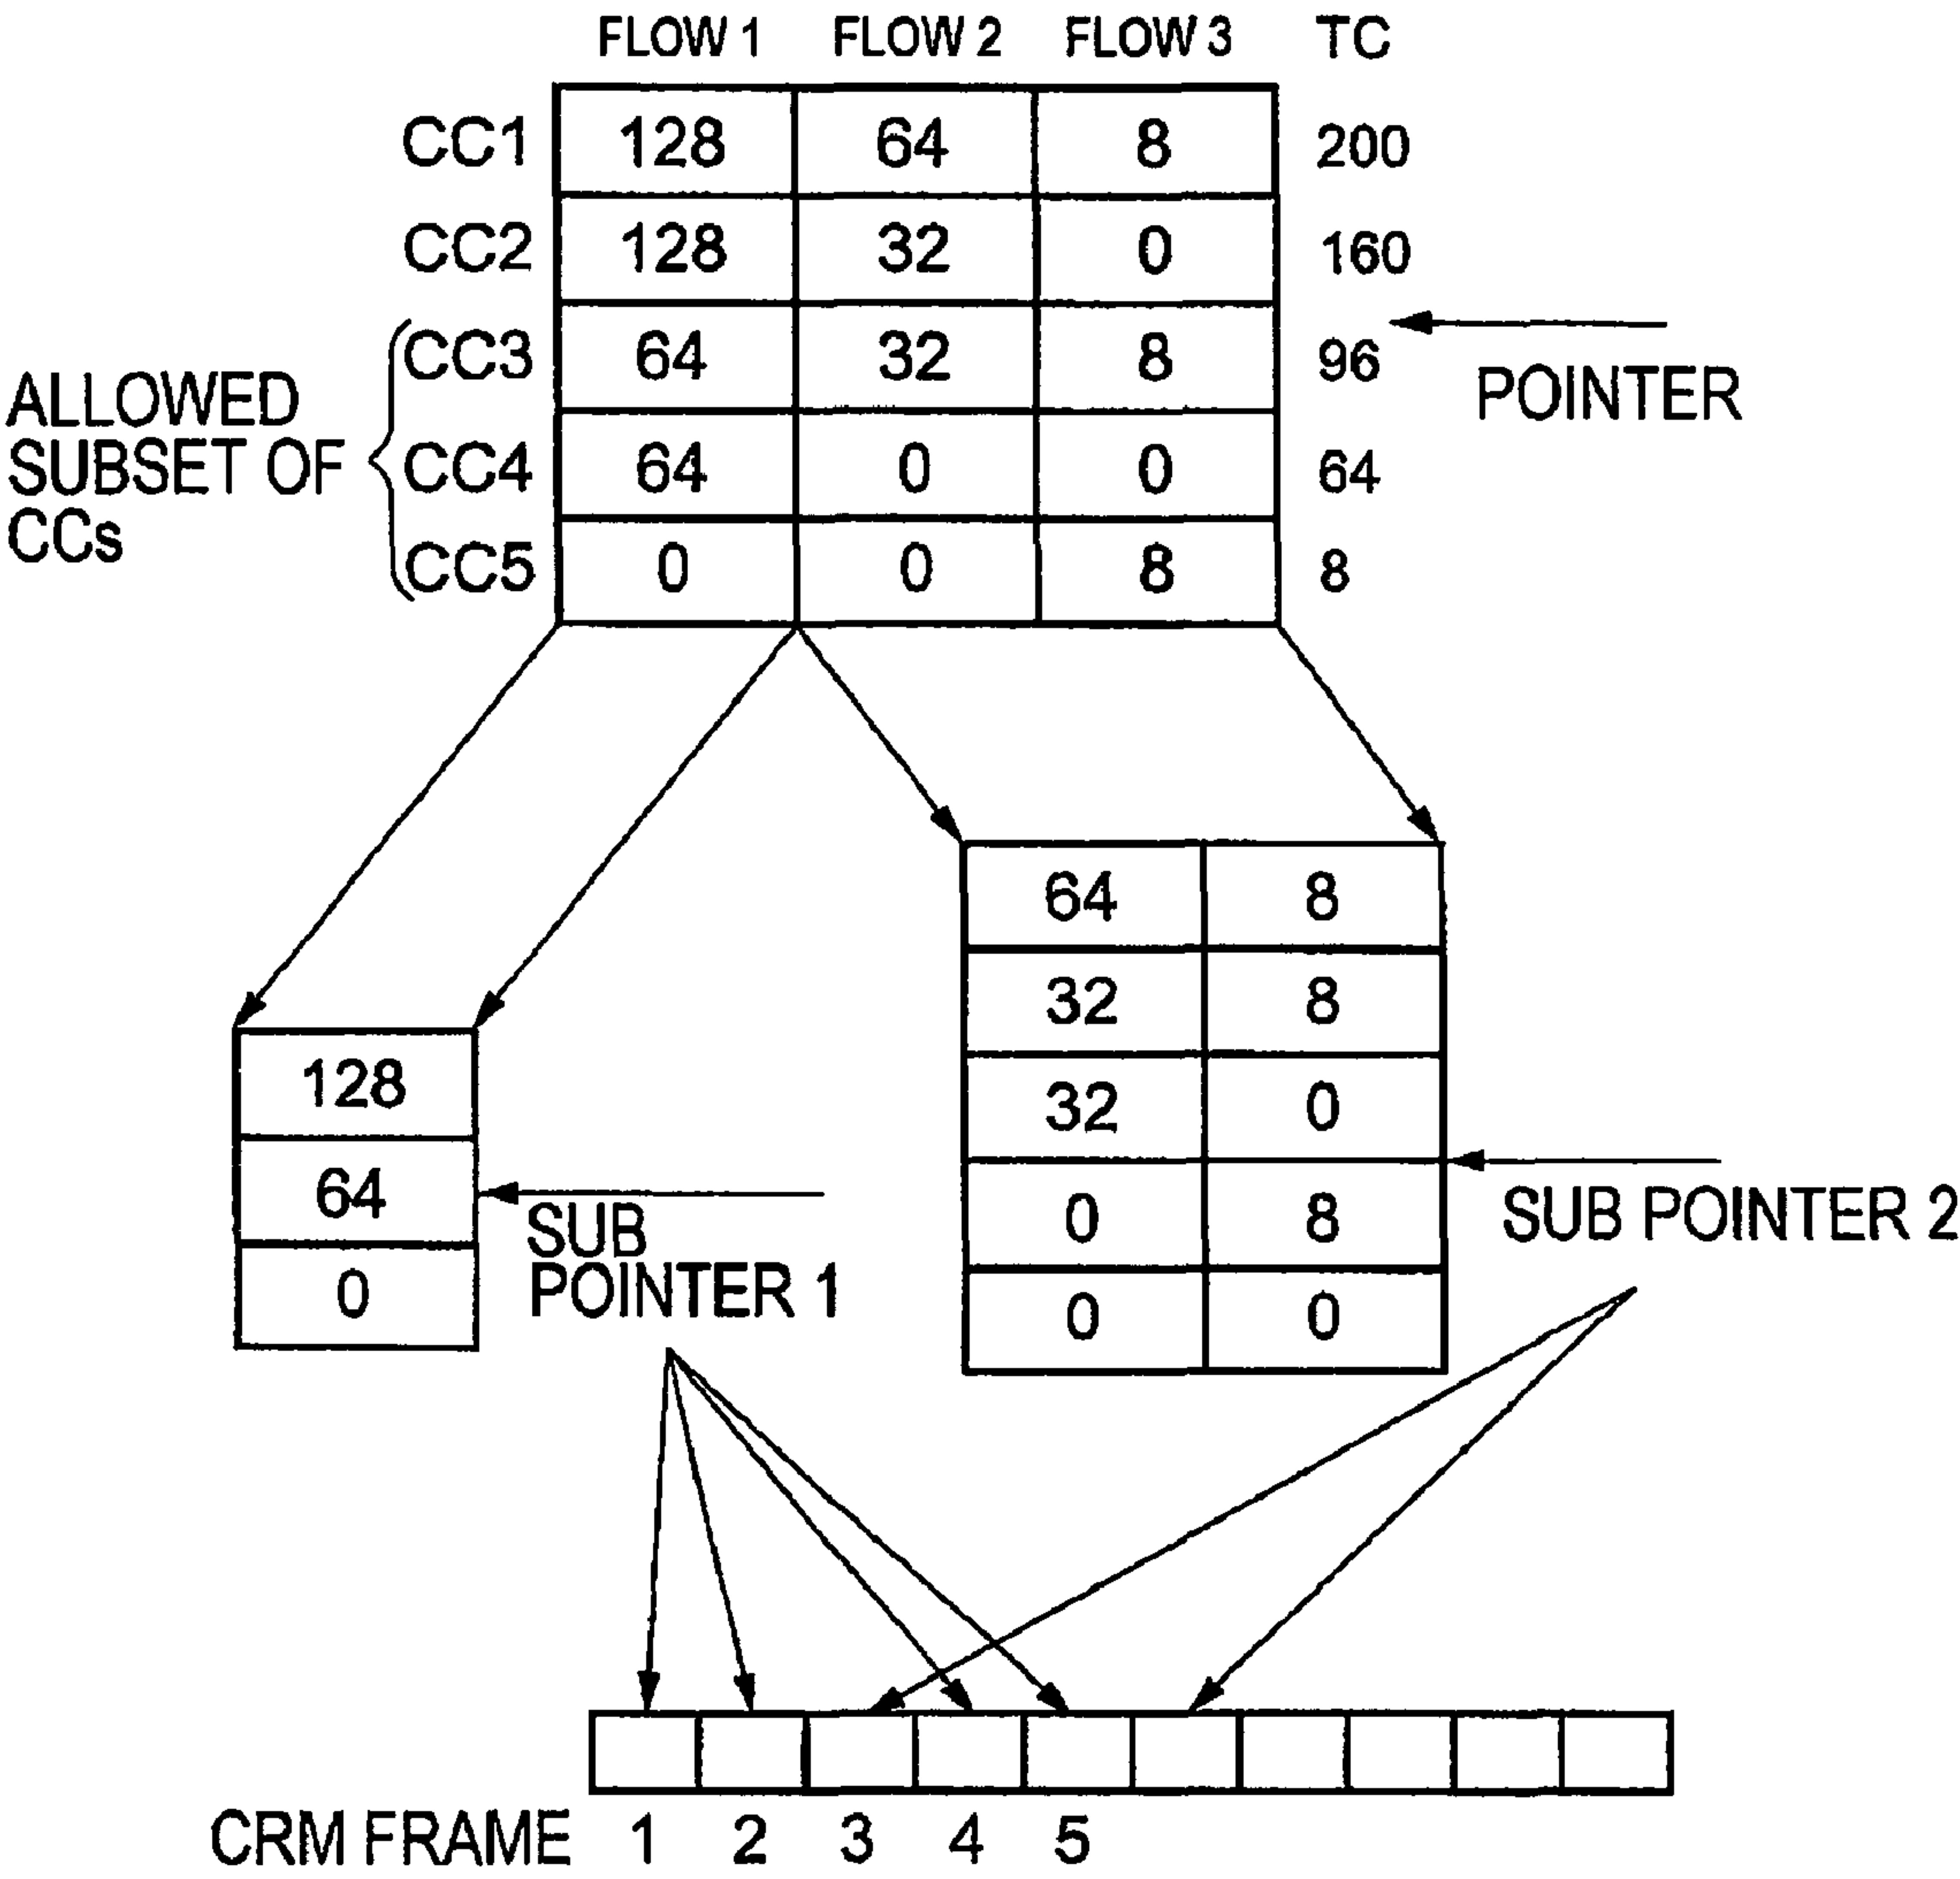 FLOW 1 FLOW 2 FLOW 3 TC
CC1 128 64 8 200
CC2 128 32 0 160
CC3 64 32 8 96
POINTER
ALLOWED
SUBSET OF
CCs
CC4 64 0 0 64
CC5 0 0 8 8
64 8
32 8
32 0
0 8
0 0
SUB POINTER 2
128
64
0
SUB
POINTER 1
CRM FRAME 1 2 3 4 5